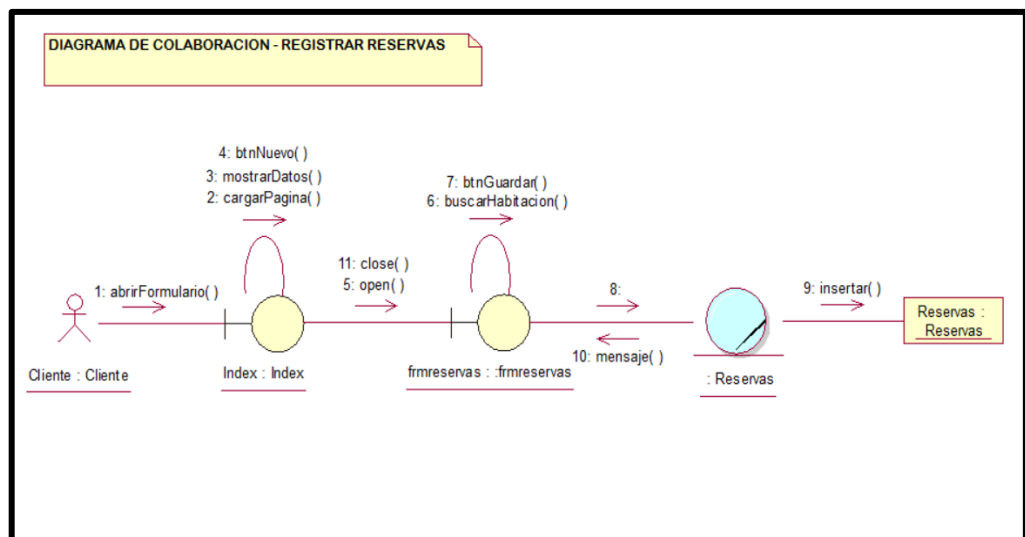 DIAGRAMA DE COLABORACION - REGISTRAR RESERVAS
4: btnNuevo( )
3: mostrarDatos( )
2: cargarPagina( )
7: btnGuardar( )
6: buscarHabitacion( )
1: abrirFormulario( )
11: close( )
5: open( )
8:
9: insertar( )
10: mensaje( )
Reservas :
Reservas
Cliente : Cliente
Index : Index
frmreservas : :frmreservas
: Reservas